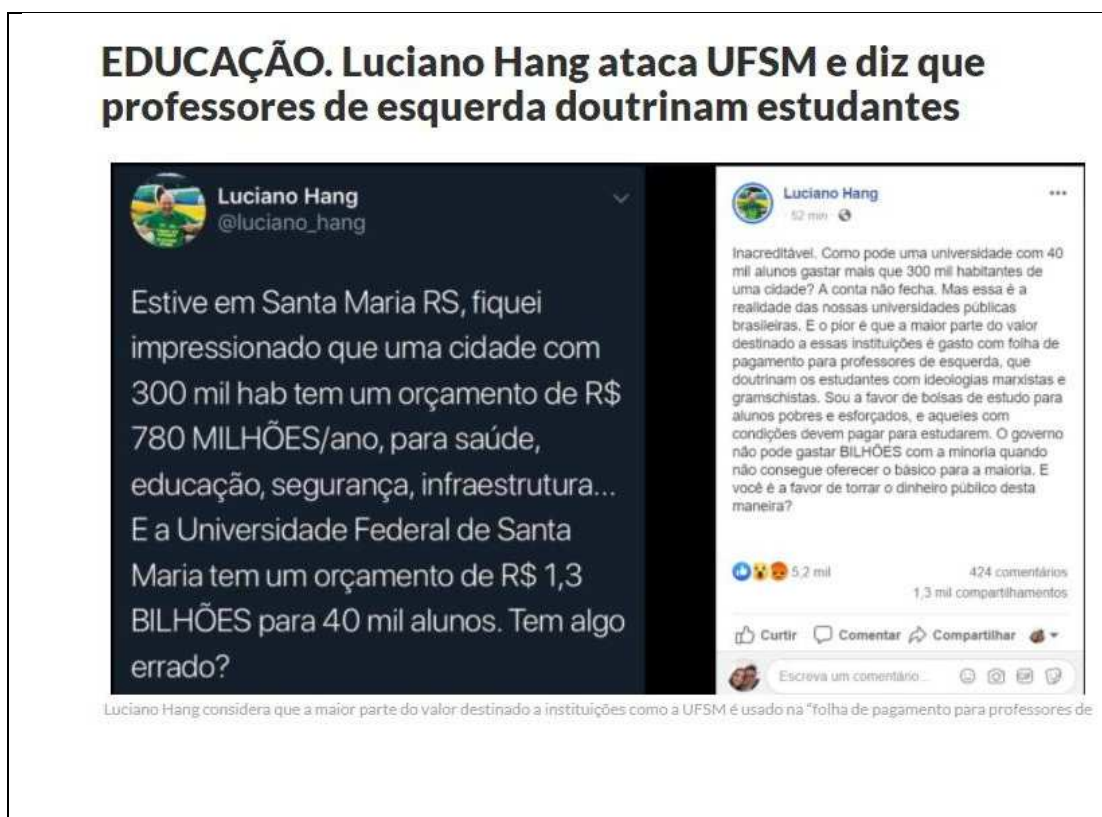 EDUCAÇÃO. Luciano Hang ataca UFSM e diz que
professores de esquerda doutrinam estudantes
Luciano Hang
@luciano_hang
Estive em Santa Maria RS, fiquei
impressionado que uma cidade com
300 mil hab tem um orçamento de R$
780 MILHÕES/ano, para saúde,
educação, segurança, infraestrutura...
E a Universidade Federal de Santa
Maria tem um orçamento de R$ 1,3
BILHÕES para 40 mil alunos. Tem algo
errado?
Luciano Hang
52 min
Inacreditável. Como pode uma universidade com 40
mil alunos gastar mais que 300 mil habitantes de
uma cidade? A conta não fecha. Mas essa é a
realidade das nossas universidades públicas
brasileiras. E o pior é que a maior parte do valor
destinado a essas instituições é gasto com folha de
pagamento para professores de esquerda, que
doutrinam os estudantes com ideologias marxistas e
gramschistas. Sou a favor de bolsas de estudo para
alunos pobres e esforçados, e aqueles com
condições devem pagar para estudarem. O governo
não pode gastar BILHÕES com a minoria quando
não consegue oferecer o básico para a maioria. E
você é a favor de torrar o dinheiro público desta
maneira?
5,2 mil 424 comentários
1,3 mil compartilhamentos
Curtir Comentar Compartilhar
Escreva um comentário...
Luciano Hang considera que a maior parte do valor destinado a instituições como a UFSM é usado na “folha de pagamento para professores de